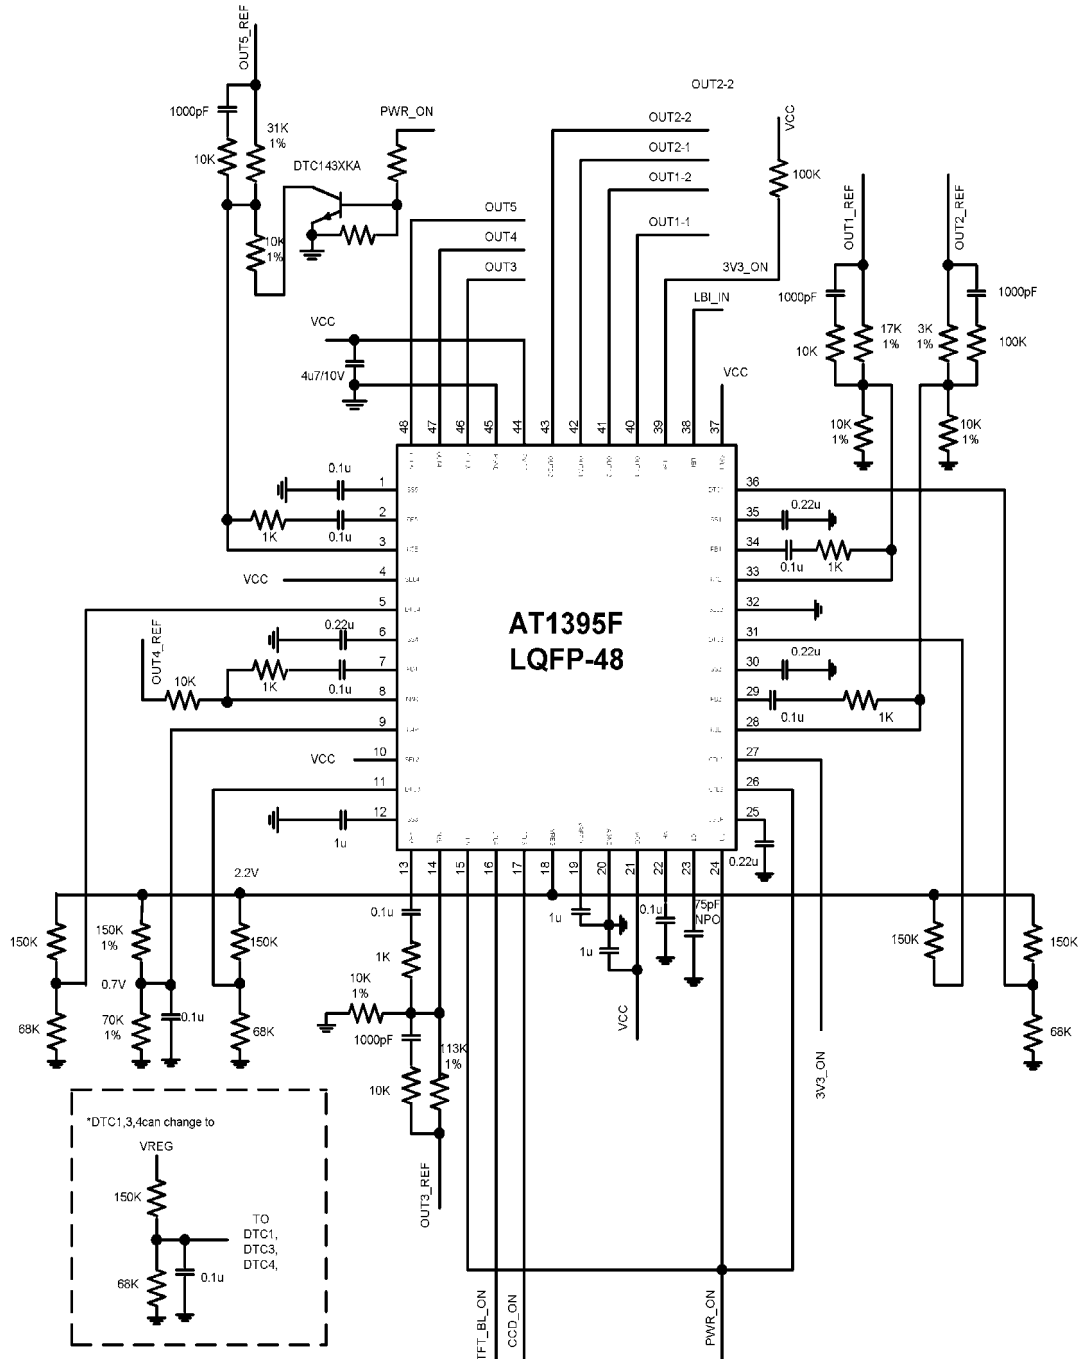 OUT5_REF
1000pF
31K
1%
10K
PWR_ON
DTC143XKA
10K
1%
OUT2-2
OUT2-2
OUT2-1
OUT1-2
OUT1-1
VCC
100K
3V3_ON
LBI_IN
OUT5
OUT4
OUT3
VCC
4u7/10V
VCC
OUT1_REF
OUT2_REF
1000pF
10K
17K
1%
3K
1%
1000pF
100K
10K
1%
10K
1%
48
47
46
45
44
43
42
41
40
39
38
37
0.1u
1
2
1K
0.1u
3
VCC
4
5
0.22u
6
OUT4_REF
7
1K
0.1u
10K
8
9
VCC
10
11
12
1u
AT1395F
LQFP-48
36
DTC1
35
0.22u
34
0.1u
1K
33
32
31
30
0.22u
29
0.1u
1K
28
27
26
25
0.22u
13
14
15
16
17
18
19
20
21
22
23
24
2.2V
150K
150K
1%
150K
0.7V
68K
70K
1%
0.1u
68K
0.1u
1K
10K
1%
1000pF
113K
1%
10K
OUT3_REF
1u
1u
0.1u
75pF
NPO
VCC
3V3_ON
150K
150K
68K
*DTC1,3,4can change to
VREG
150K
68K
0.1u
TO
DTC1,
DTC3,
DTC4,
TFT_BL_ON
CCD_ON
PWR_ON